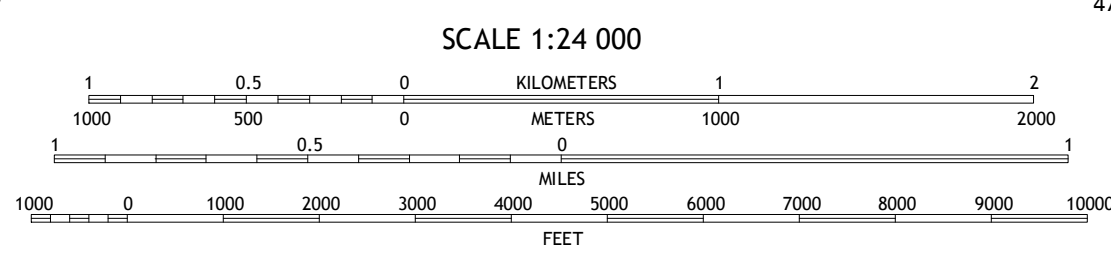 47
SCALE 1:24 000
1 0.5 0 KILOMETERS 1 2
1000 500 0 METERS 1000 2000
1 0.5 0 1
MILES
1000 0 1000 2000 3000 4000 5000 6000 7000 8000 9000 10000
FEET